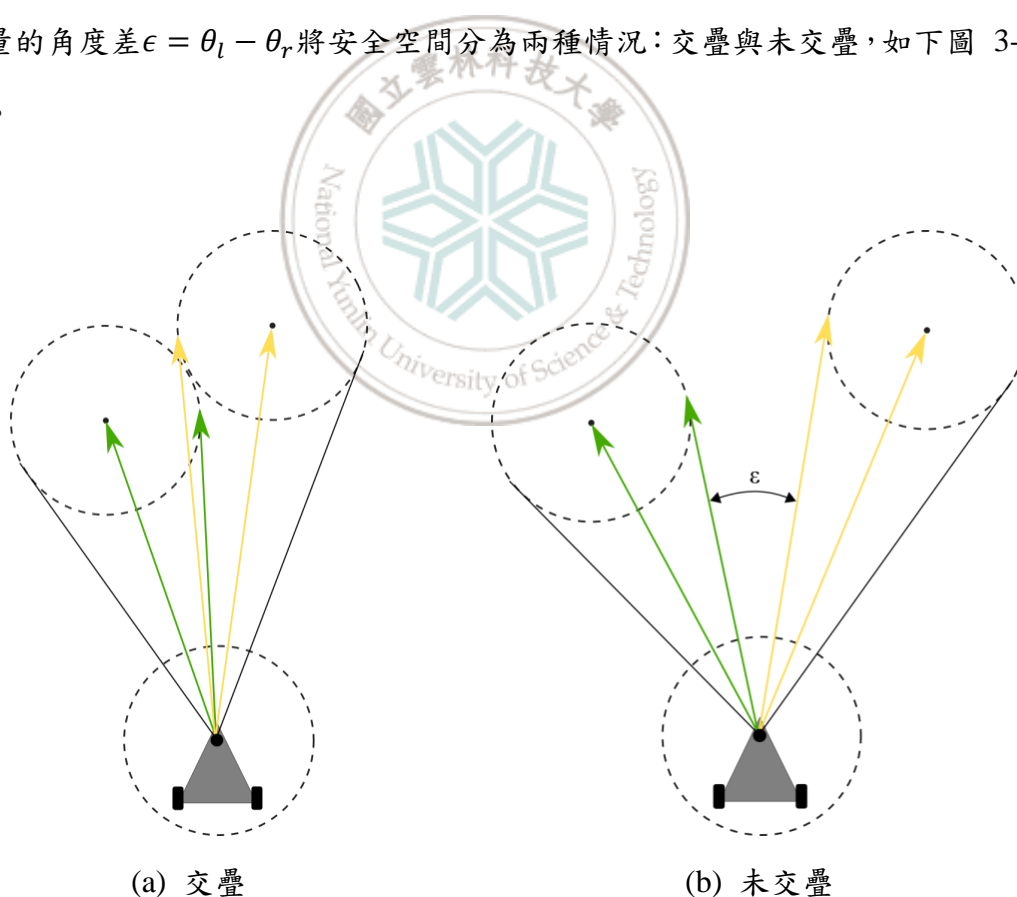 量的角度差ϵ = θ_l − θ_r將安全空間分為兩種情況：交疊與未交疊，如下圖 3-
。
國立雲林科技大學
National Yunlin University of Science & Technology
ε
(a) 交疊
(b) 未交疊